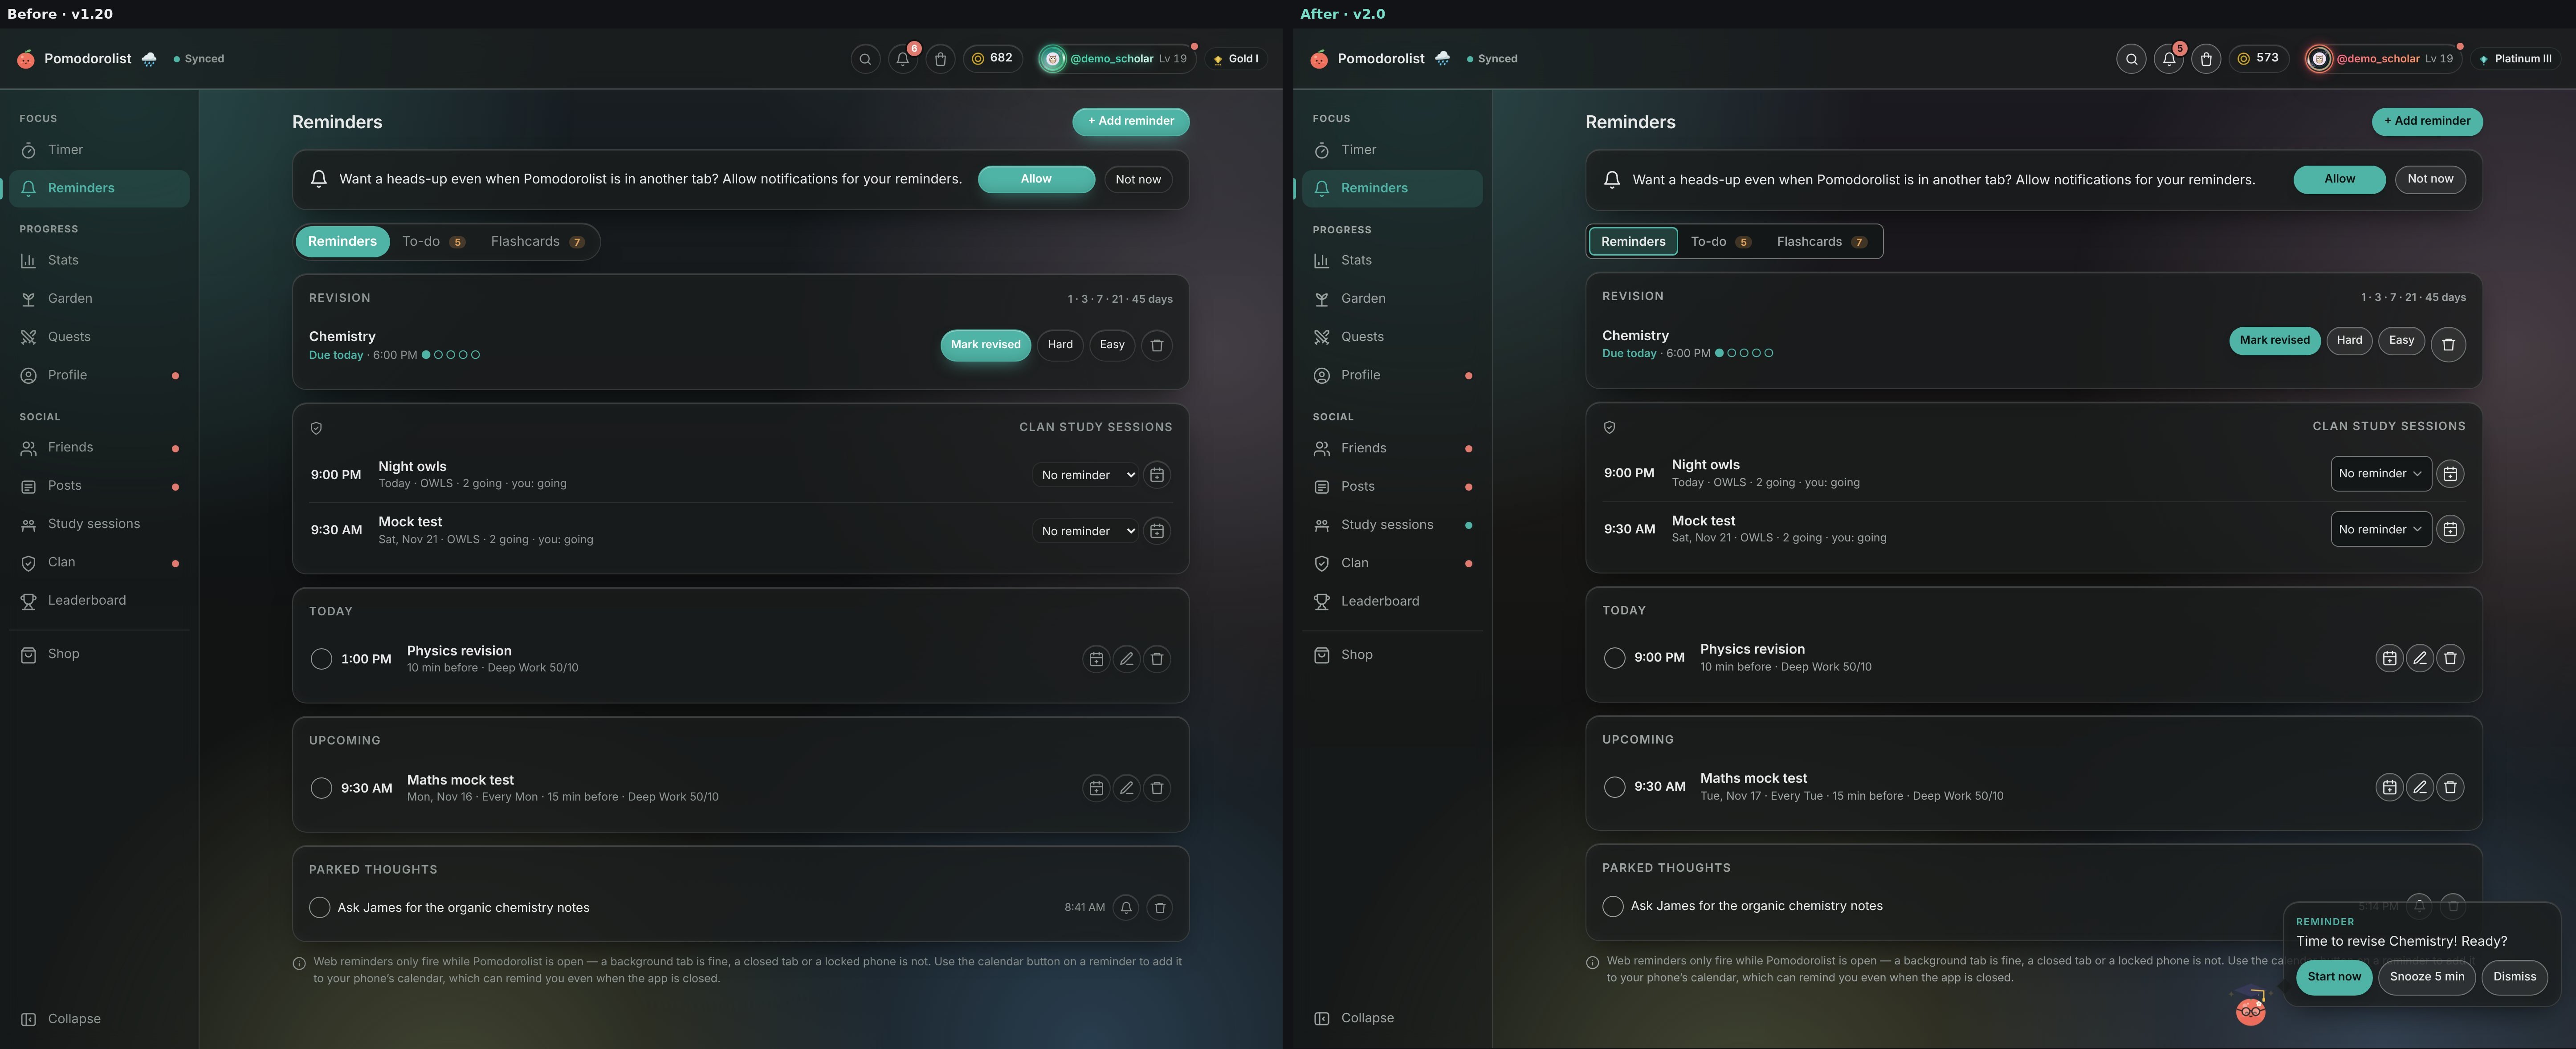 Before · v1.20
Pomodorolist
Synced
6
682
@demo_scholar Lv 19
Gold I
FOCUS
Timer
Reminders
PROGRESS
Stats
Garden
Quests
Profile
SOCIAL
Friends
Posts
Study sessions
Clan
Leaderboard
Shop
Collapse
Reminders
+ Add reminder
Want a heads-up even when Pomodorolist is in another tab? Allow notifications for your reminders.
Allow
Not now
Reminders
To-do 5
Flashcards 7
REVISION
1 · 3 · 7 · 21 · 45 days
Chemistry
Due today · 6:00 PM
Mark revised
Hard
Easy
CLAN STUDY SESSIONS
9:00 PM
Night owls
Today · OWLS · 2 going · you: going
No reminder
9:30 AM
Mock test
Sat, Nov 21 · OWLS · 2 going · you: going
No reminder
TODAY
1:00 PM
Physics revision
10 min before · Deep Work 50/10
UPCOMING
9:30 AM
Maths mock test
Mon, Nov 16 · Every Mon · 15 min before · Deep Work 50/10
PARKED THOUGHTS
Ask James for the organic chemistry notes
8:41 AM
Web reminders only fire while Pomodorolist is open — a background tab is fine, a closed tab or a locked phone is not. Use the calendar button on a reminder to add it
to your phone's calendar, which can remind you even when the app is closed.
After · v2.0
Pomodorolist
Synced
5
573
@demo_scholar Lv 19
Platinum III
FOCUS
Timer
Reminders
PROGRESS
Stats
Garden
Quests
Profile
SOCIAL
Friends
Posts
Study sessions
Clan
Leaderboard
Shop
Collapse
Reminders
+ Add reminder
Want a heads-up even when Pomodorolist is in another tab? Allow notifications for your reminders.
Allow
Not now
Reminders
To-do 5
Flashcards 7
REVISION
1 · 3 · 7 · 21 · 45 days
Chemistry
Due today · 6:00 PM
Mark revised
Hard
Easy
CLAN STUDY SESSIONS
9:00 PM
Night owls
Today · OWLS · 2 going · you: going
No reminder
9:30 AM
Mock test
Sat, Nov 21 · OWLS · 2 going · you: going
No reminder
TODAY
9:00 PM
Physics revision
10 min before · Deep Work 50/10
UPCOMING
9:30 AM
Maths mock test
Tue, Nov 17 · Every Tue · 15 min before · Deep Work 50/10
PARKED THOUGHTS
Ask James for the organic chemistry notes
5:14 PM
Web reminders only fire while Pomodorolist is open — a background tab is fine, a closed tab or a locked phone is not. Use the
to your phone's calendar, which can remind you even when the app is closed.
REMINDER
Time to revise Chemistry! Ready?
Start now
Snooze 5 min
Dismiss